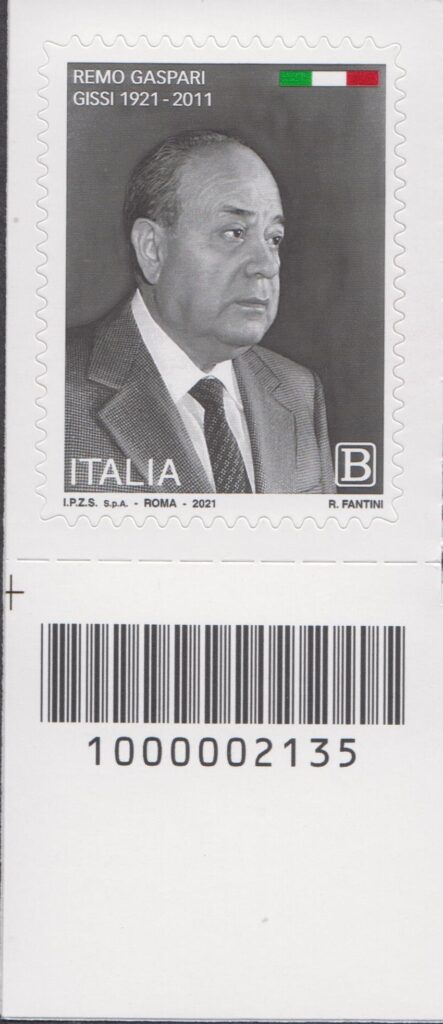 REMO GASPARI
GISSI 1921 - 2011
ITALIA
B
I.P.Z.S. S.p.A. - ROMA - 2021
R. FANTINI
1000002135